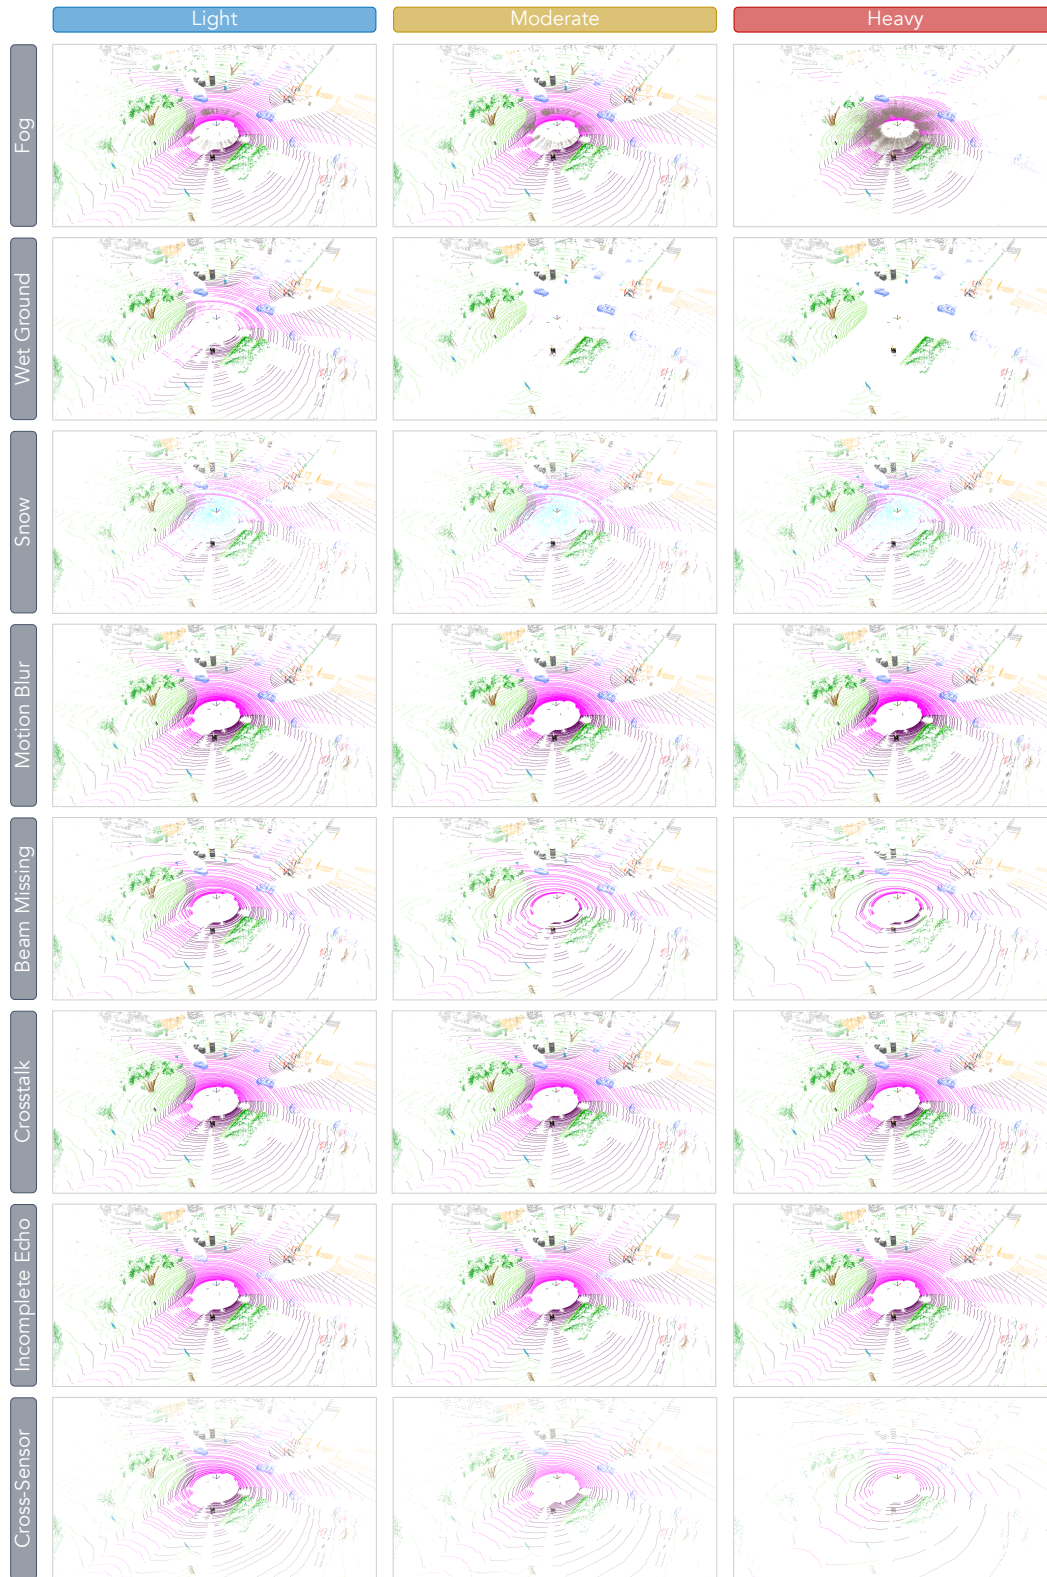 Light
Moderate
Heavy
Fog
Wet Ground
Snow
Motion Blur
Beam Missing
Crosstalk
Incomplete Echo
Cross-Sensor